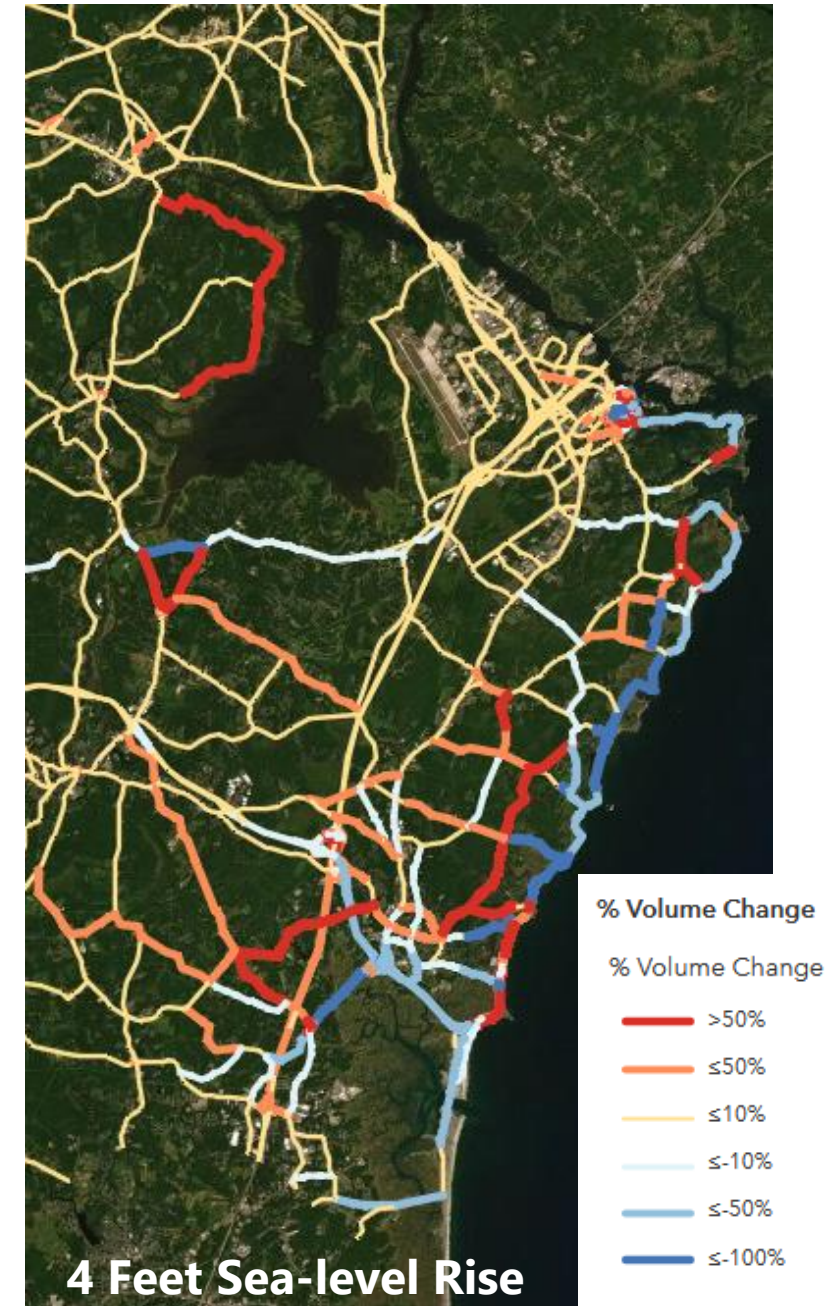 % Volume Change
% Volume Change
>50%
≤50%
≤10%
≤-10%
≤-50%
≤-100%
4 Feet Sea-level Rise